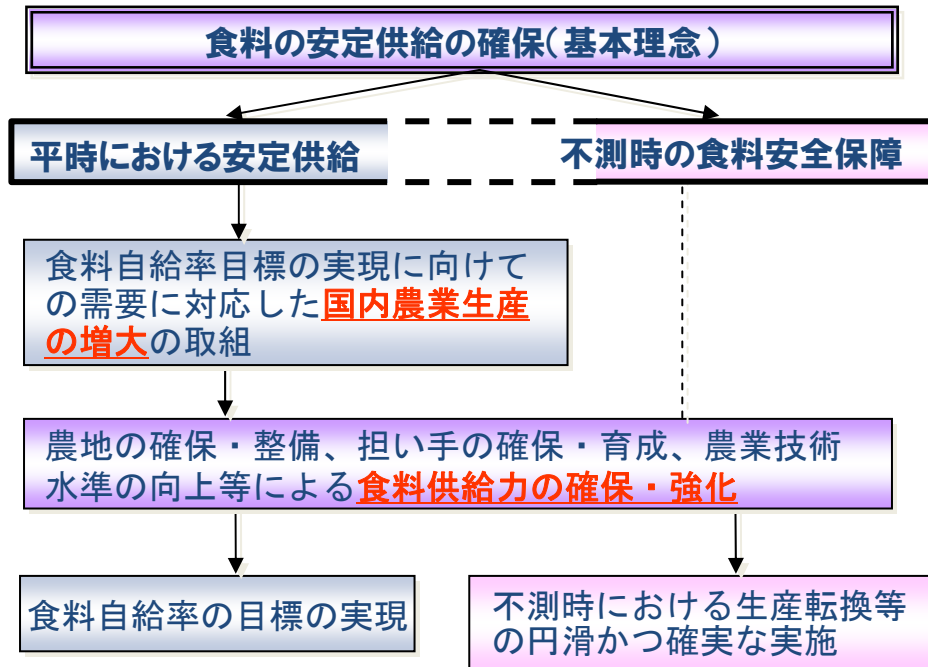 食料の安定供給の確保(基本理念)
平時における安定供給
不測時の食料安全保障
食料自給率目標の実現に向けて
の需要に対応した国内農業生産
の増大の取組
農地の確保・整備、担い手の確保・育成、農業技術
水準の向上等による食料供給力の確保・強化
食料自給率の目標の実現
不測時における生産転換等
の円滑かつ確実な実施